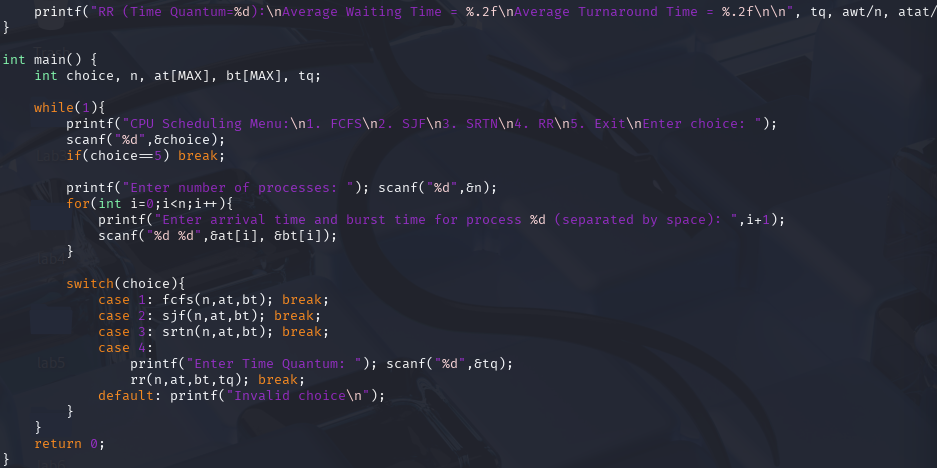 printf("RR (Time Quantum=%d):\nAverage Waiting Time = %.2f\nAverage Turnaround Time = %.2f\n\n", tq, awt/n, atat/
}

int main() {
    int choice, n, at[MAX], bt[MAX], tq;

    while(1){
        printf("CPU Scheduling Menu:\n1. FCFS\n2. SJF\n3. SRTN\n4. RR\n5. Exit\nEnter choice: ");
        scanf("%d",&choice);
        if(choice==5) break;

        printf("Enter number of processes: "); scanf("%d",&n);
        for(int i=0;i<n;i++){
            printf("Enter arrival time and burst time for process %d (separated by space): ",i+1);
            scanf("%d %d",&at[i], &bt[i]);
        }

        switch(choice){
            case 1: fcfs(n,at,bt); break;
            case 2: sjf(n,at,bt); break;
            case 3: srtn(n,at,bt); break;
            case 4:
                printf("Enter Time Quantum: "); scanf("%d",&tq);
                rr(n,at,bt,tq); break;
            default: printf("Invalid choice\n");
        }
    }
    return 0;
}
lab5